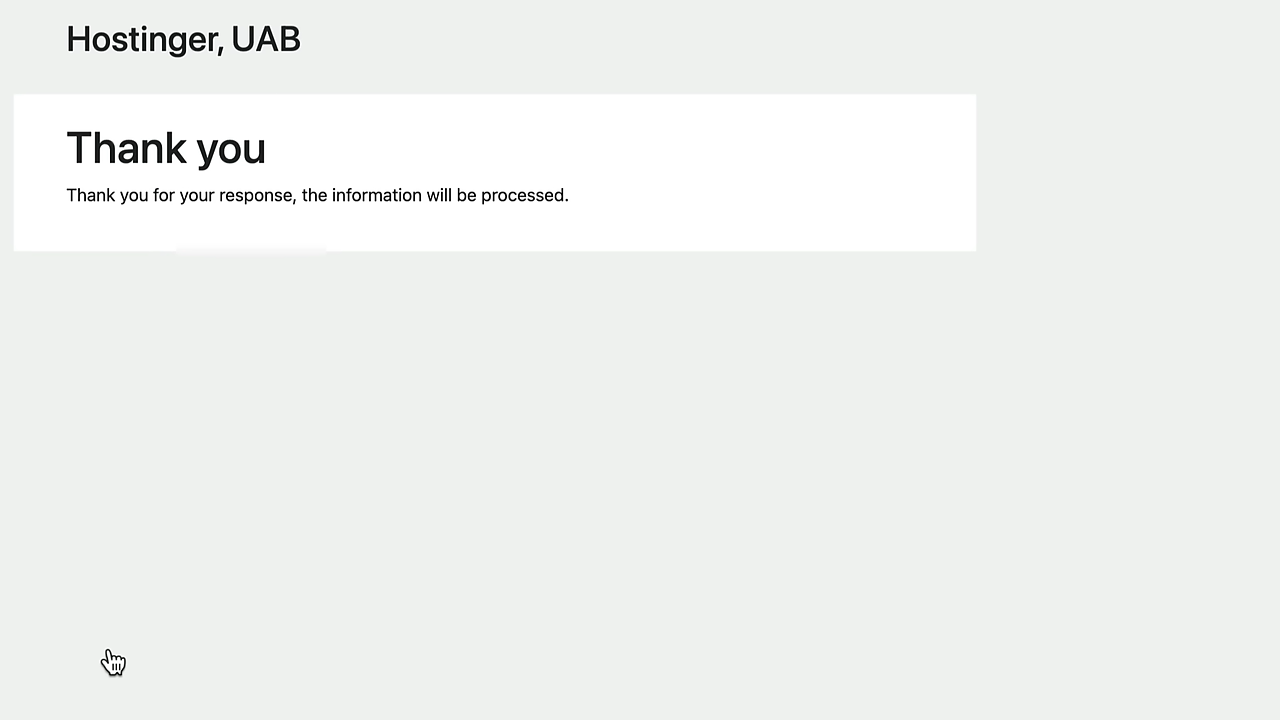 Hostinger, UAB
Thank you
Thank you for your response, the information will be processed.